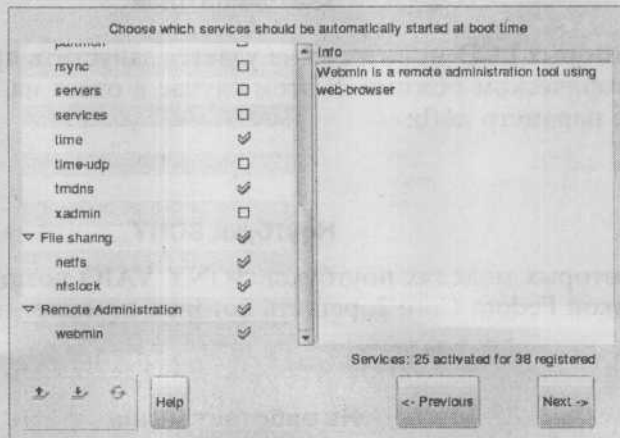 Choose which services should be automatically started at boot time
rsync
servers
services
time
time-udp
tmdns
xadmin
File sharing
netfs
nfslock
Remote Administration
webmin
Info
Webmin is a remote administration tool using
web-browser
Services: 25 activated for 38 registered
Help
<- Previous
Next ->